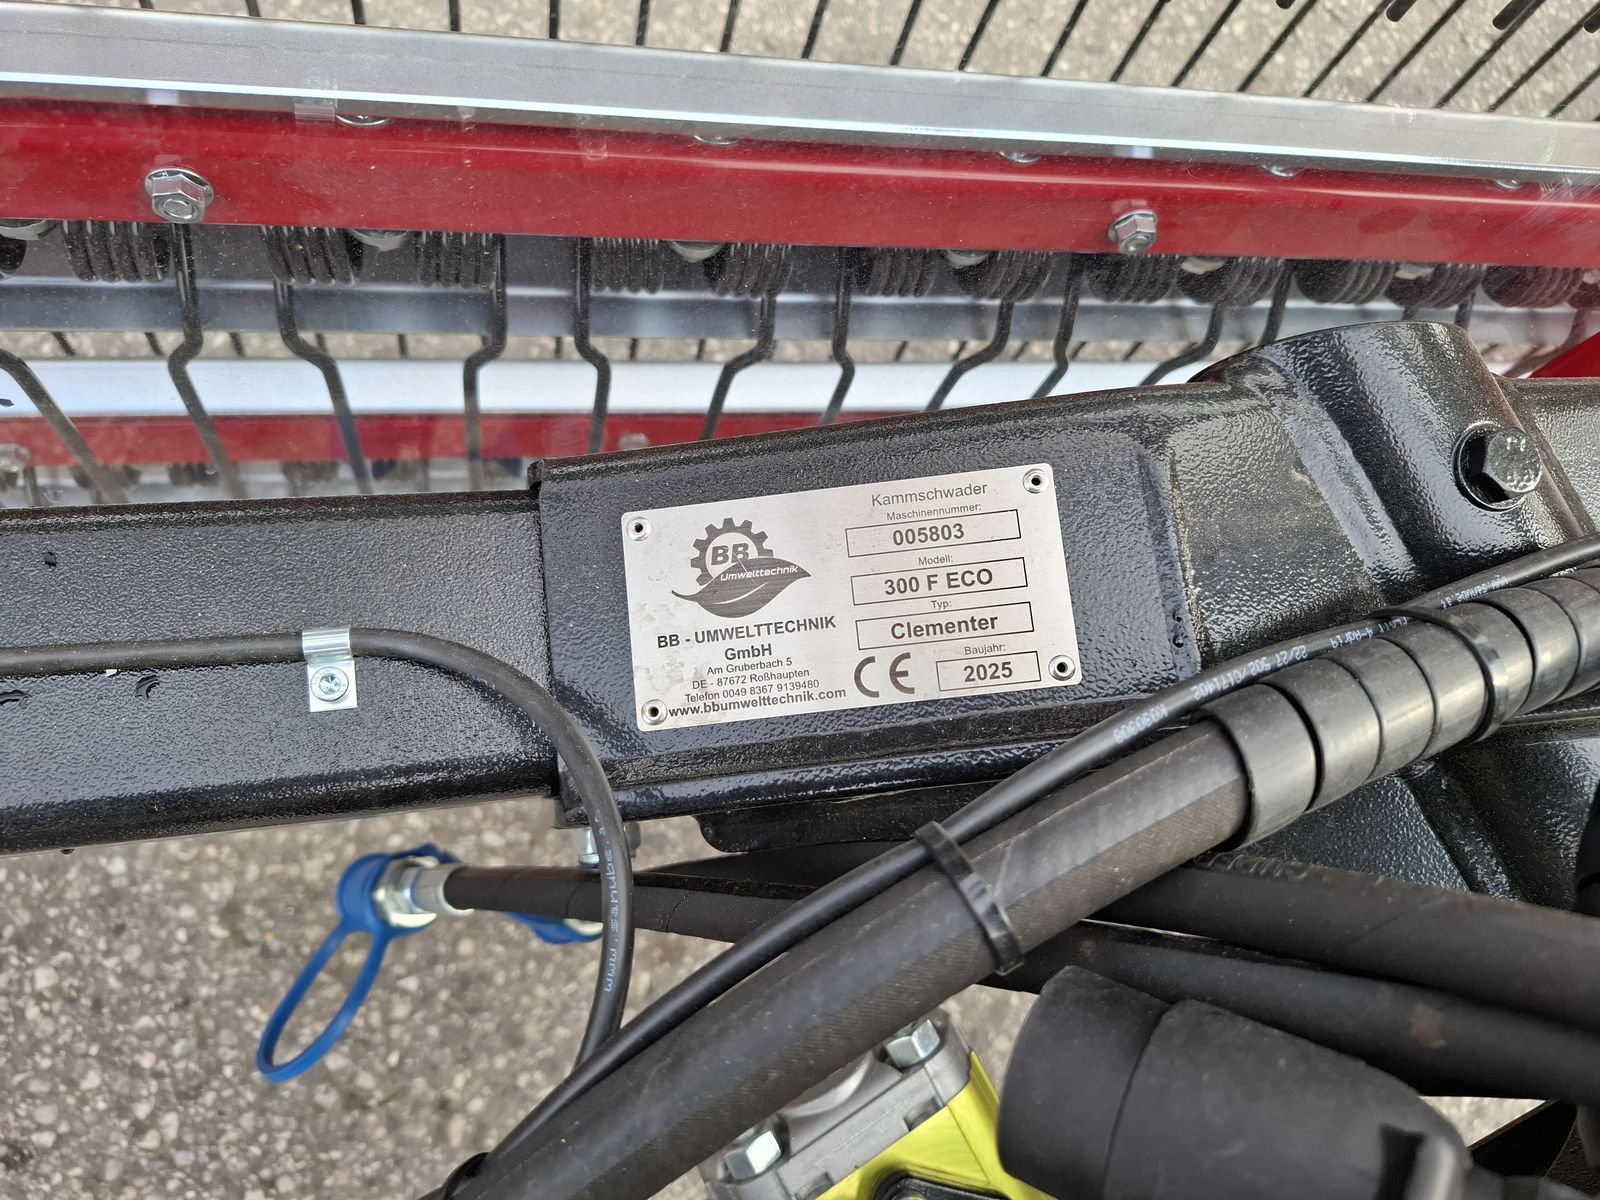 BB
Umwelttechnik
BB - UMWELTTECHNIK
GmbH
Am Gruberbach 5
DE - 87672 Roßhaupten
Telefon 0049 8367 9139480
www.bbumwelttechnik.com
Kammschwader
Maschinennummer:
005803
Modell:
300 F ECO
Typ:
Clementer
Baujahr:
CE
2025